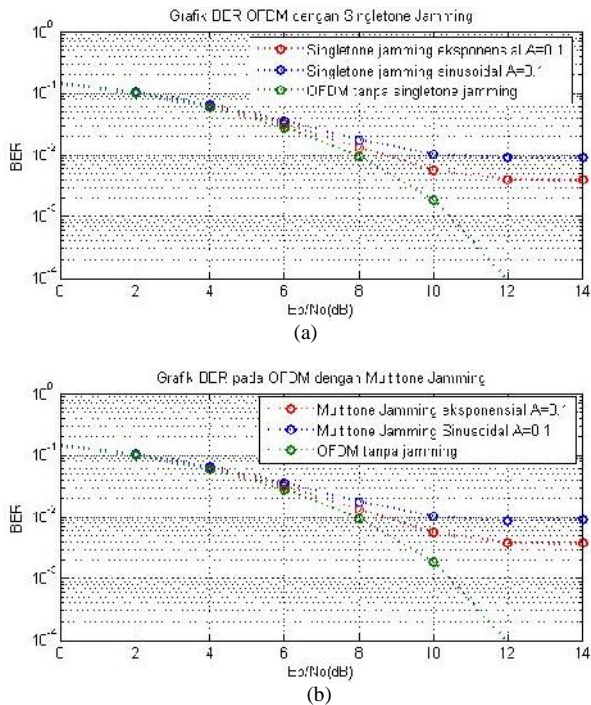 Grafik BER OFDM dengan Singletone Jamming
Singletone jamming eksponensial A=0.1
Singletone jamming sinusoidal A=0.1
OFDM tanpa singletone jamming
10^0
10^-1
10^-2
10^-3
10^-4
BER
0 2 4 6 8 10 12 14
Eb/No(dB)
(a)
Grafik BER pada OFDM dengan Multitone Jamming
Multitone Jamming eksponensial A=0.1
Multitone Jamming Sinusoidal A=0.1
OFDM tanpa jamming
10^0
10^-1
10^-2
10^-3
10^-4
BER
0 2 4 6 8 10 12 14
Eb/No(dB)
(b)